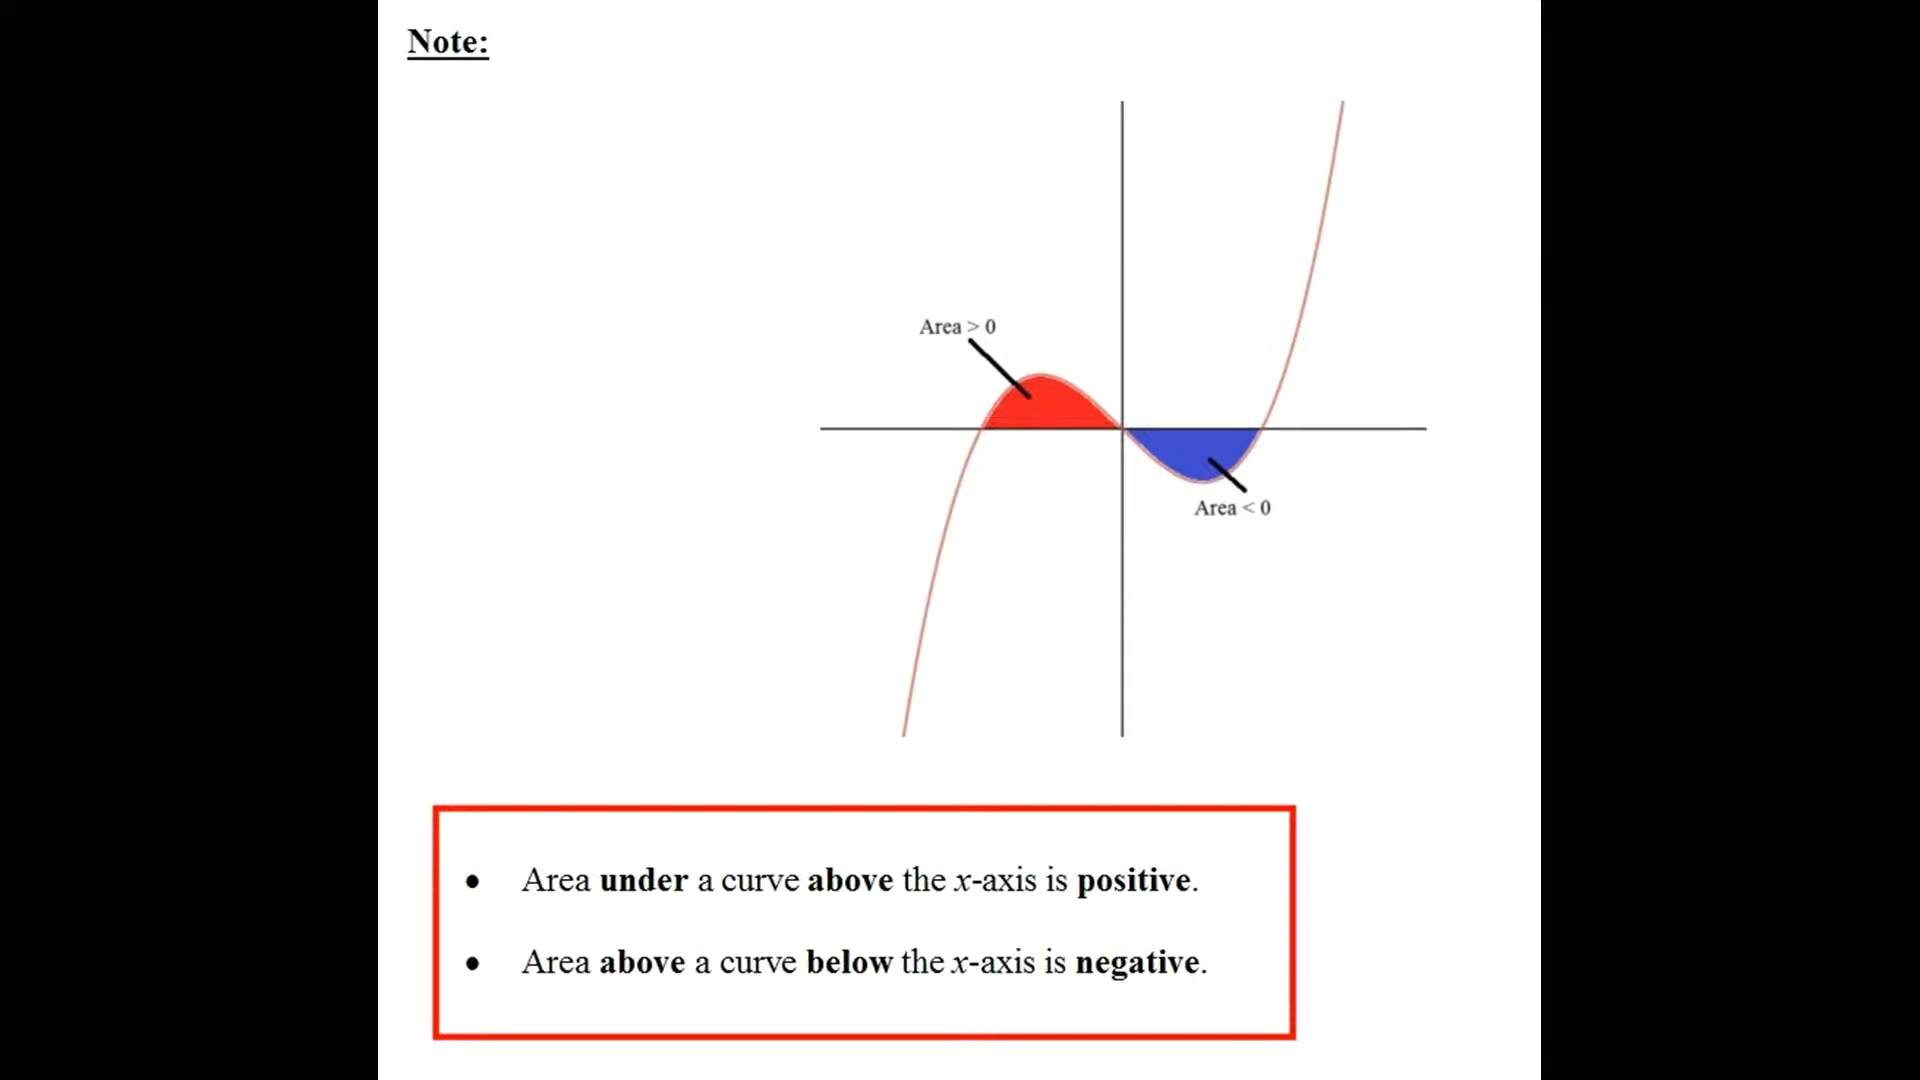 Note:
Area > 0
Area < 0
• Area under a curve above the x-axis is positive.
• Area above a curve below the x-axis is negative.